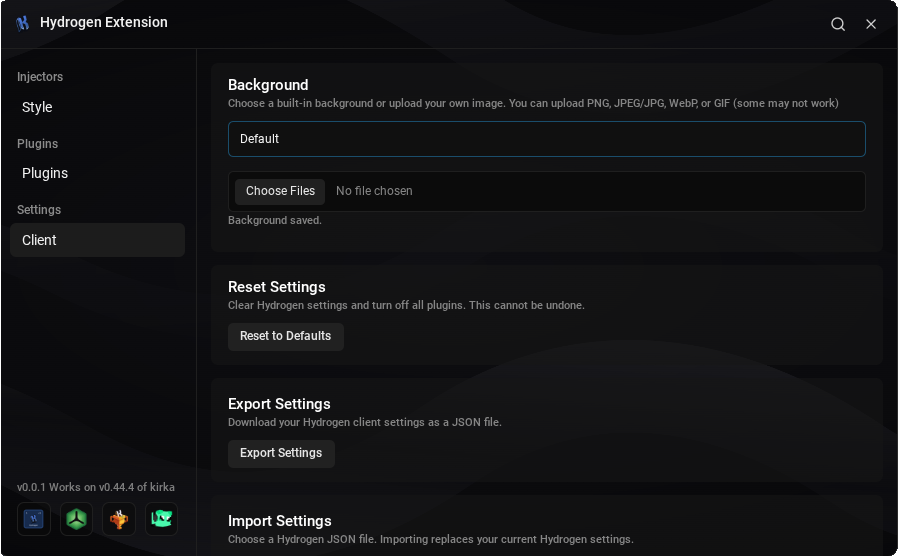 Hydrogen Extension
Injectors
Style
Plugins
Plugins
Settings
Client
v0.0.1 Works on v0.44.4 of kirka
Background
Choose a built-in background or upload your own image. You can upload PNG, JPEG/JPG, WebP, or GIF (some may not work)
Default
Choose Files No file chosen
Background saved.
Reset Settings
Clear Hydrogen settings and turn off all plugins. This cannot be undone.
Reset to Defaults
Export Settings
Download your Hydrogen client settings as a JSON file.
Export Settings
Import Settings
Choose a Hydrogen JSON file. Importing replaces your current Hydrogen settings.